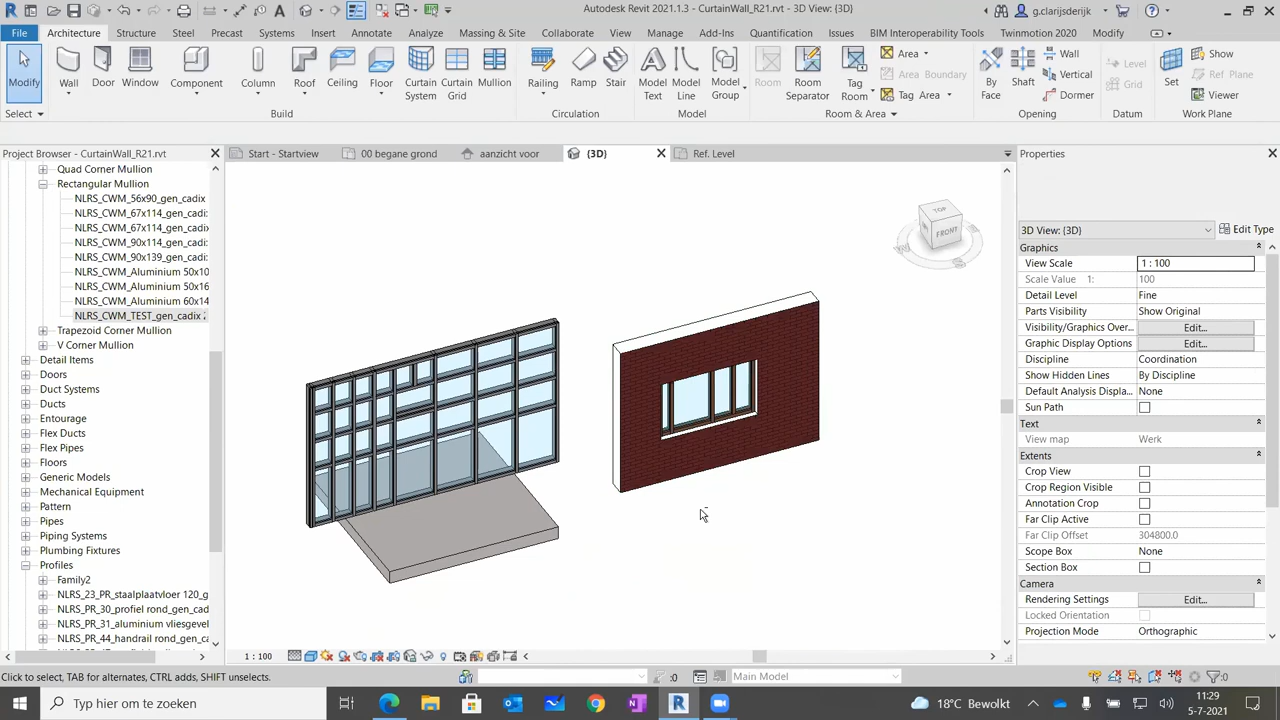 Autodesk Revit 2021.1.3 - CurtainWall_R21.rvt - 3D View: {3D}
g.clarijsderijk
File Architecture Structure Steel Precast Systems Insert Annotate Analyze Massing & Site Collaborate View Manage Add-Ins Quantification Issues BIM Interoperability Tools Twinmotion 2020 Modify
Modify Wall Door Window Component Column Roof Ceiling Floor Curtain System Curtain Grid Mullion Railing Ramp Stair Model Text Model Line Model Group Room Room Separator Tag Room Area Area Boundary Tag Area By Face Shaft Wall Vertical Dormer Level Grid Set Show Ref Plane Viewer
Select Build Circulation Model Room & Area Opening Datum Work Plane
Project Browser - CurtainWall_R21.rvt
Start - Startview 00 begane grond aanzicht voor {3D} Ref. Level
Quad Corner Mullion
Rectangular Mullion
NLRS_CWM_56x90_gen_cadix
NLRS_CWM_67x114_gen_cadi:
NLRS_CWM_67x114_gen_cadi:
NLRS_CWM_90x114_gen_cadi:
NLRS_CWM_90x139_gen_cadi:
NLRS_CWM_Aluminium 50x10
NLRS_CWM_Aluminium 50x16
NLRS_CWM_Aluminium 60x14
NLRS_CWM_TEST_gen_cadix
Trapezoid Corner Mullion
V Corner Mullion
Detail Items
Doors
Duct Systems
Ducts
Entourage
Flex Ducts
Flex Pipes
Floors
Generic Models
Mechanical Equipment
Pattern
Pipes
Piping Systems
Plumbing Fixtures
Profiles
Family2
NLRS_23_PR_staalplaatvloer 120_g
NLRS_PR_30_profiel rond_gen_cad
NLRS_PR_31_aluminium vliesgevel
NLRS_PR_44_handrail rond_gen_ca
TOP
FRONT
Properties
3D View: {3D} Edit Type
Graphics
View Scale 1 : 100
Scale Value 1: 100
Detail Level Fine
Parts Visibility Show Original
Visibility/Graphics Over... Edit...
Graphic Display Options Edit...
Discipline Coordination
Show Hidden Lines By Discipline
Default Analysis Displa... None
Sun Path
Text
View map Werk
Extents
Crop View
Crop Region Visible
Annotation Crop
Far Clip Active
Far Clip Offset 304800.0
Scope Box None
Section Box
Camera
Rendering Settings Edit...
Locked Orientation
Projection Mode Orthographic
1 : 100
Click to select, TAB for alternates, CTRL adds, SHIFT unselects.
:0 Main Model :0
Typ hier om te zoeken
18°C Bewolkt
11:29
5-7-2021